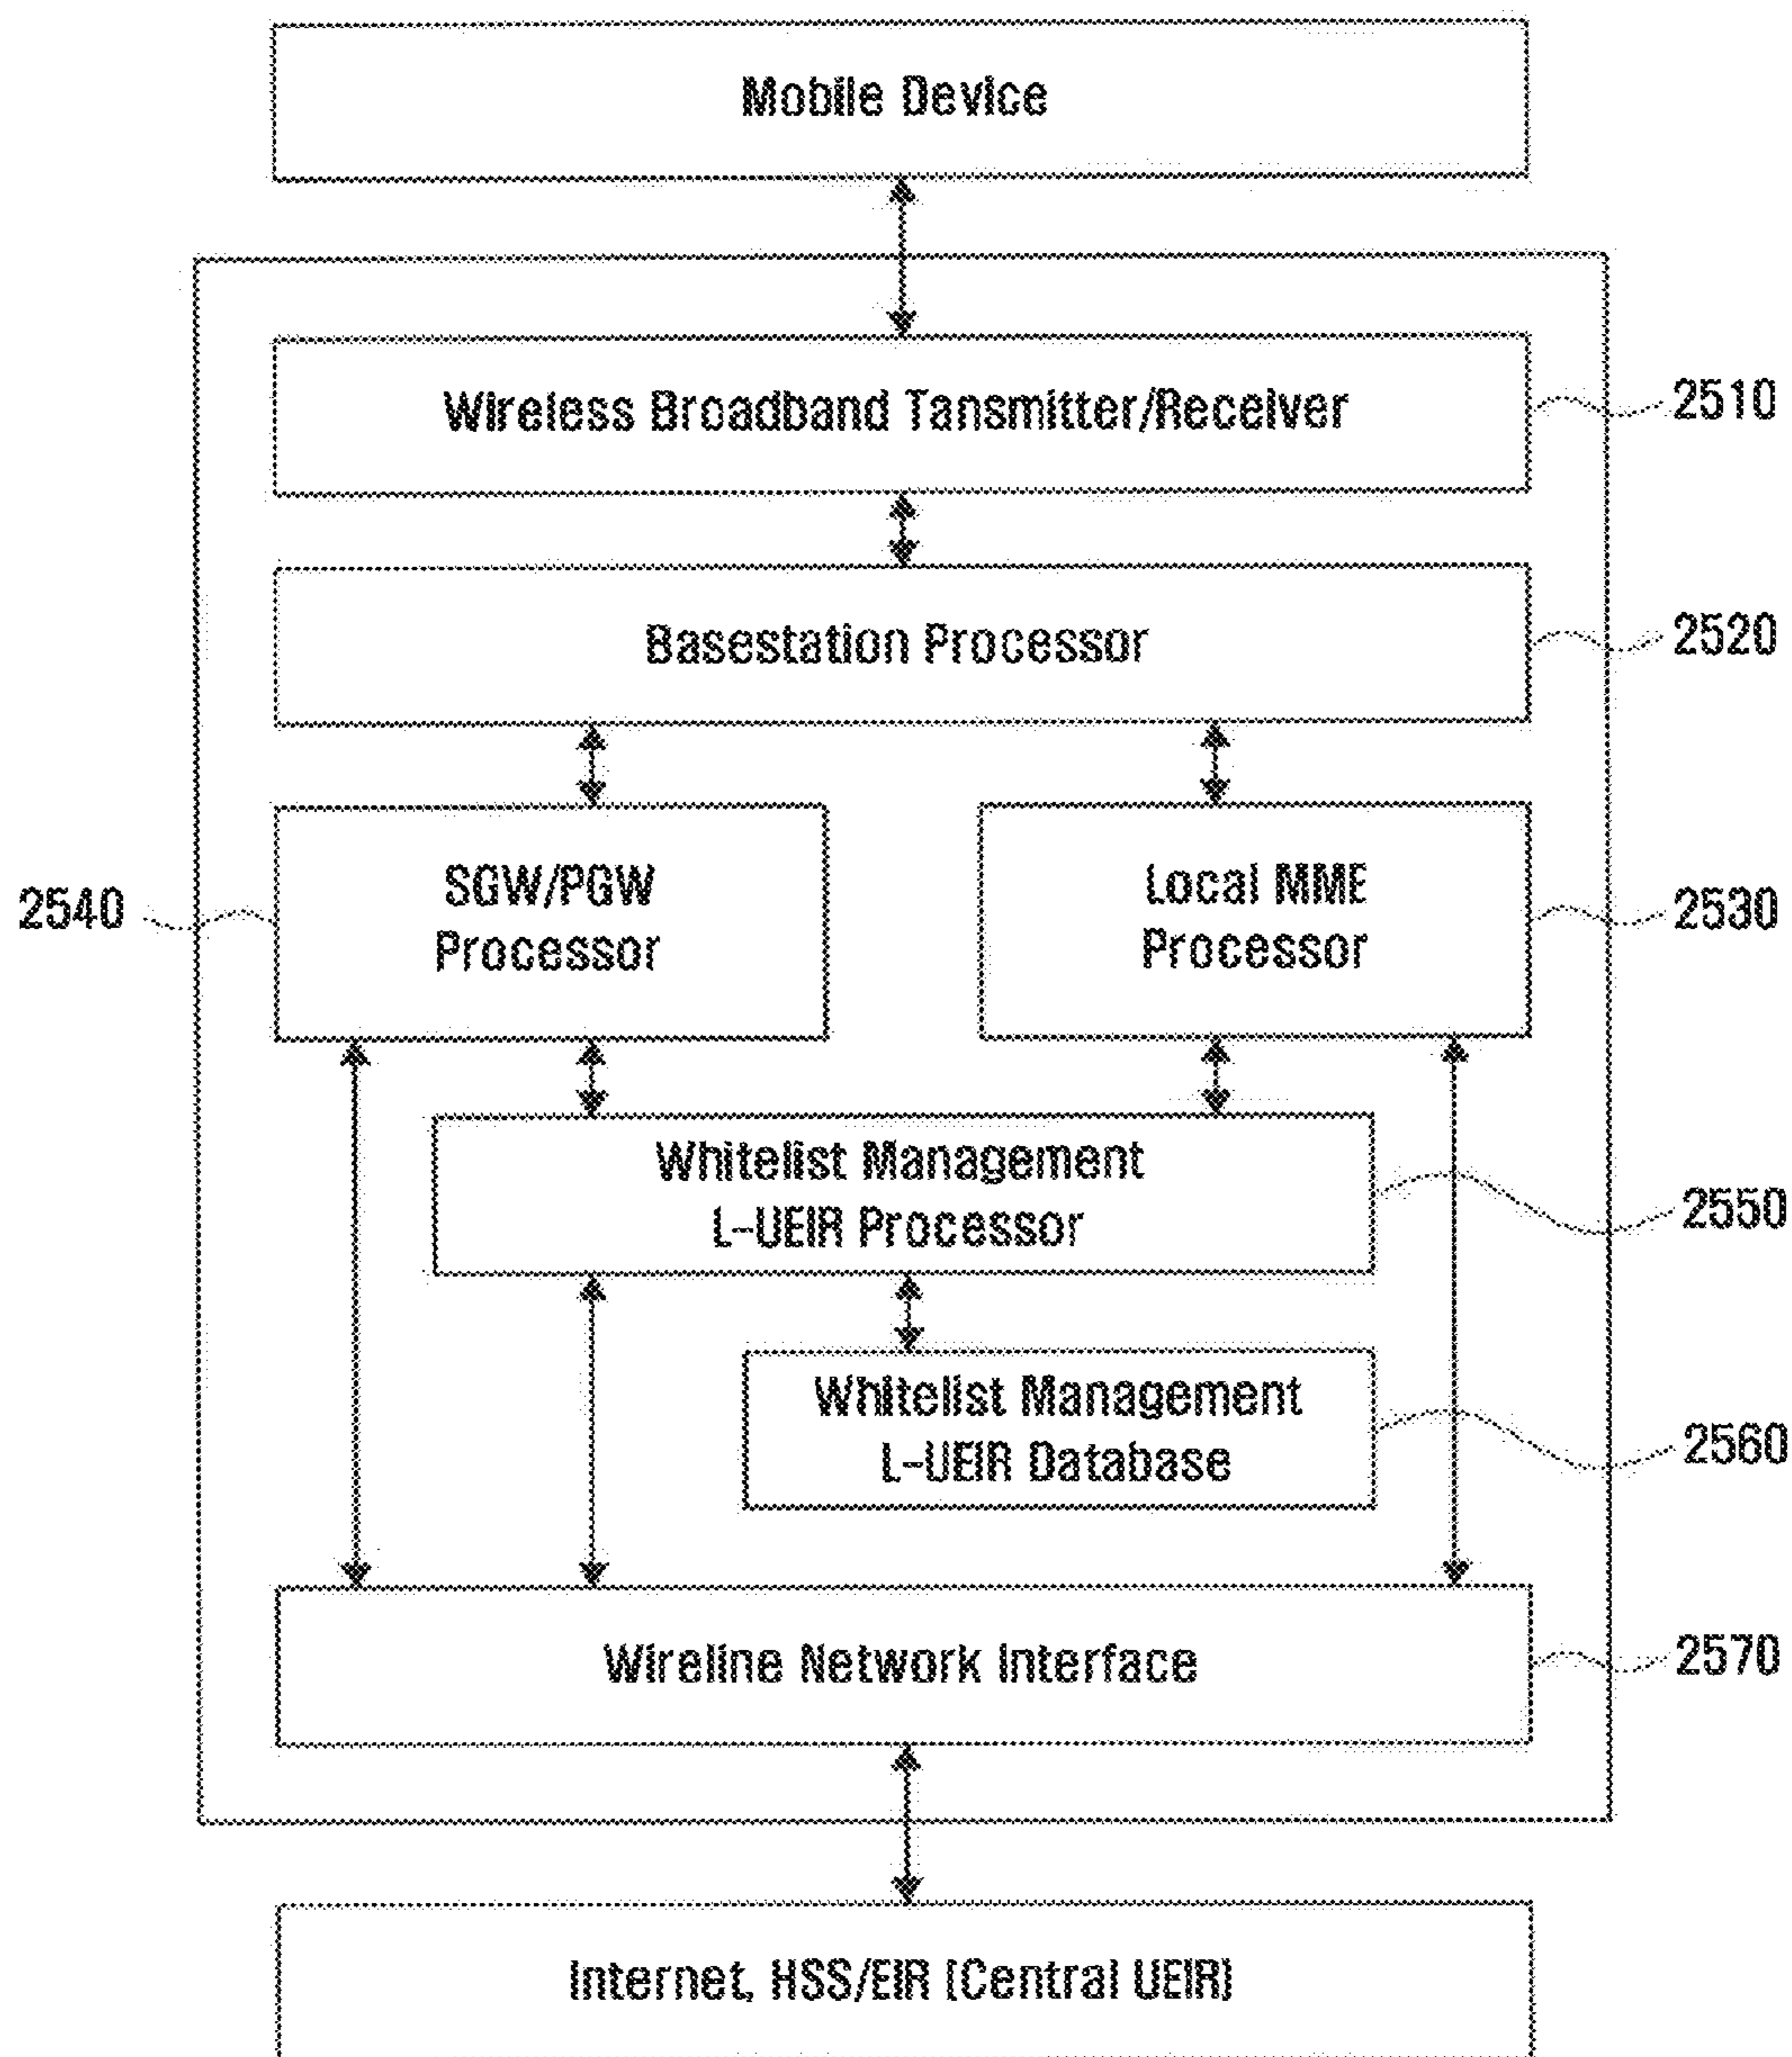 Mobile Device
Wireless Broadband Tansmitter/Receiver
2510
Basestation Processor
2520
SGW/PGW
Processor
2540
Local MME
Processor
2530
Whitelist Management
L-UEIR Processor
2550
Whitelist Management
L-UEIR Database
2560
Wireline Network Interface
2570
Internet, HSS/EIR [Central UEIR]